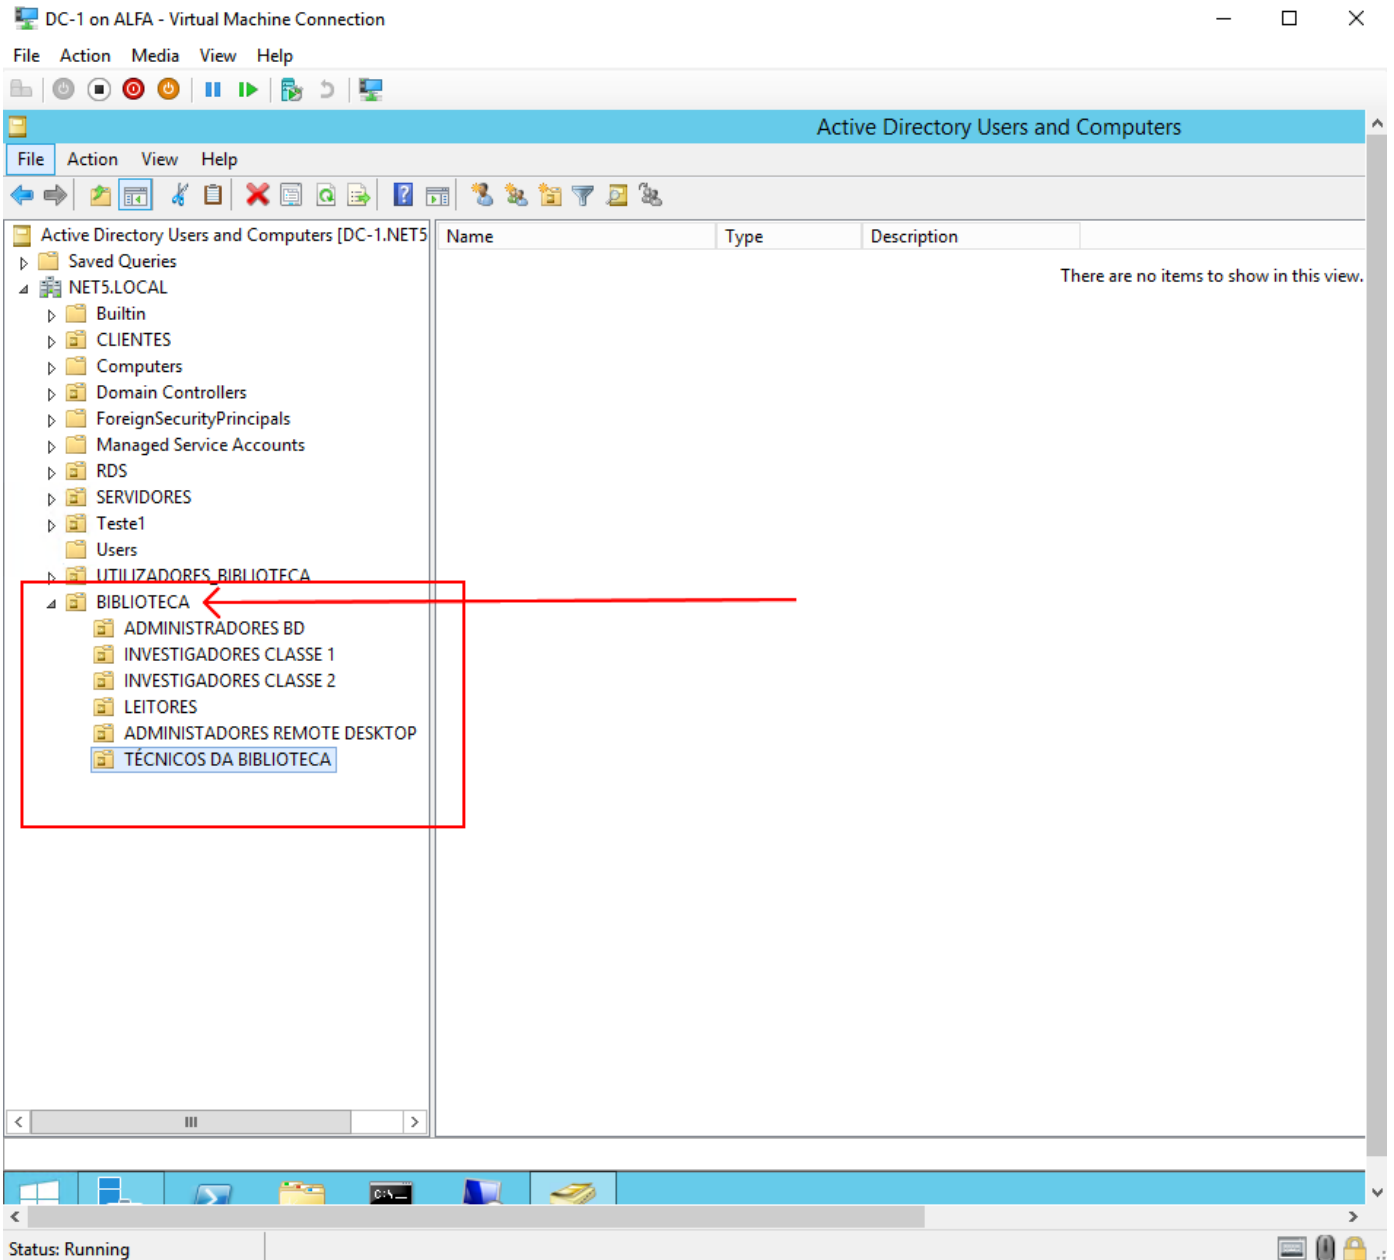 DC-1 on ALFA - Virtual Machine Connection
File Action Media View Help
Active Directory Users and Computers
File Action View Help
Active Directory Users and Computers [DC-1.NET5
Name Type Description
Saved Queries
There are no items to show in this view.
NET5.LOCAL
Builtin
CLIENTES
Computers
Domain Controllers
ForeignSecurityPrincipals
Managed Service Accounts
RDS
SERVIDORES
Teste1
Users
UTILIZADORES_BIBLIOTECA
BIBLIOTECA
ADMINISTRADORES BD
INVESTIGADORES CLASSE 1
INVESTIGADORES CLASSE 2
LEITORES
ADMINISTADORES REMOTE DESKTOP
TÉCNICOS DA BIBLIOTECA
C:\
Status: Running